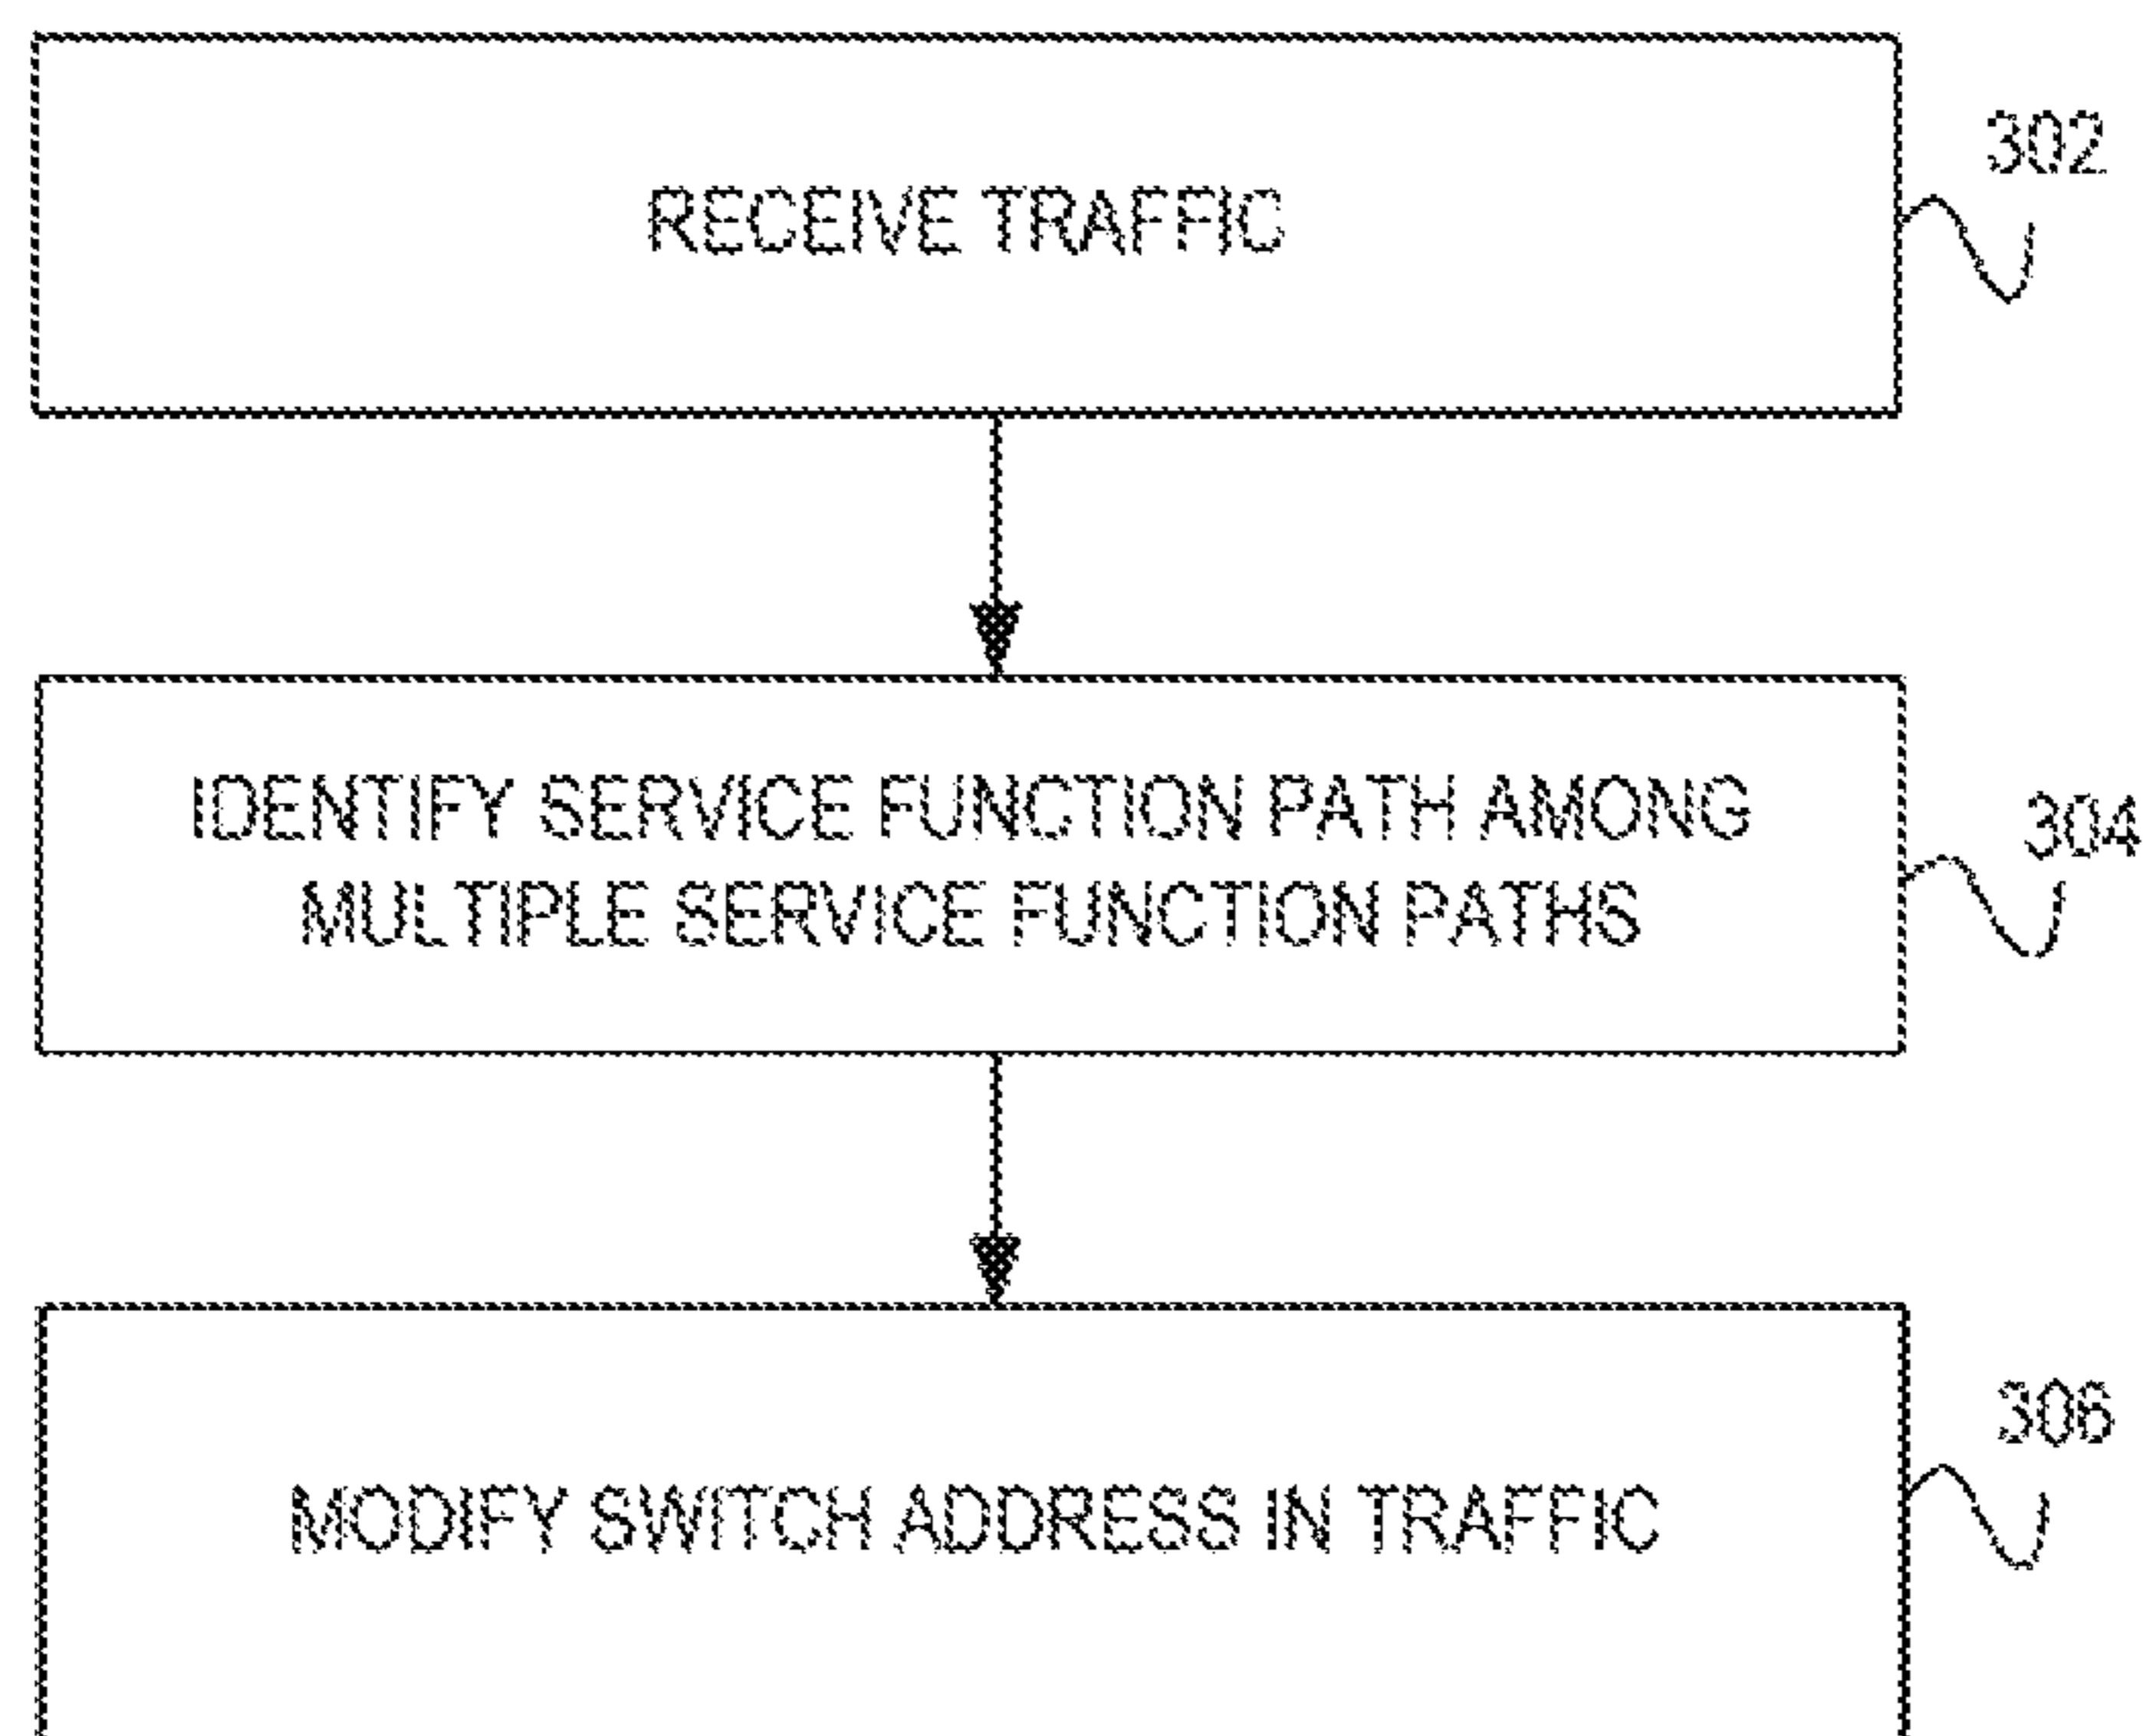 RECEIVE TRAFFIC
302
IDENTIFY SERVICE FUNCTION PATH AMONG
MULTIPLE SERVICE FUNCTION PATHS
304
MODIFY SWITCH ADDRESS IN TRAFFIC
306